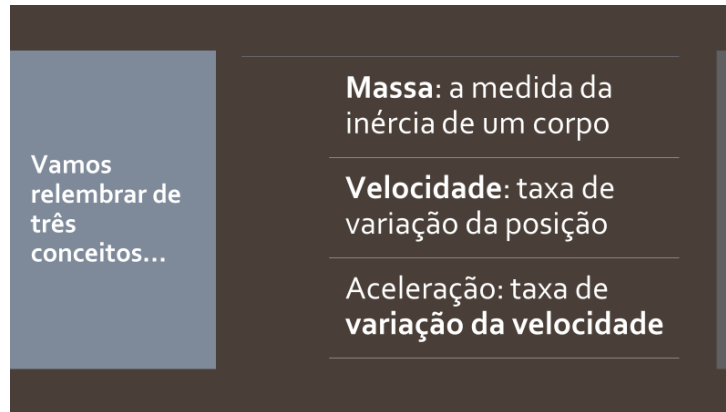 Vamos
relembrar de
três
conceitos...
Massa: a medida da
inércia de um corpo
Velocidade: taxa de
variação da posição
Aceleração: taxa de
variação da velocidade